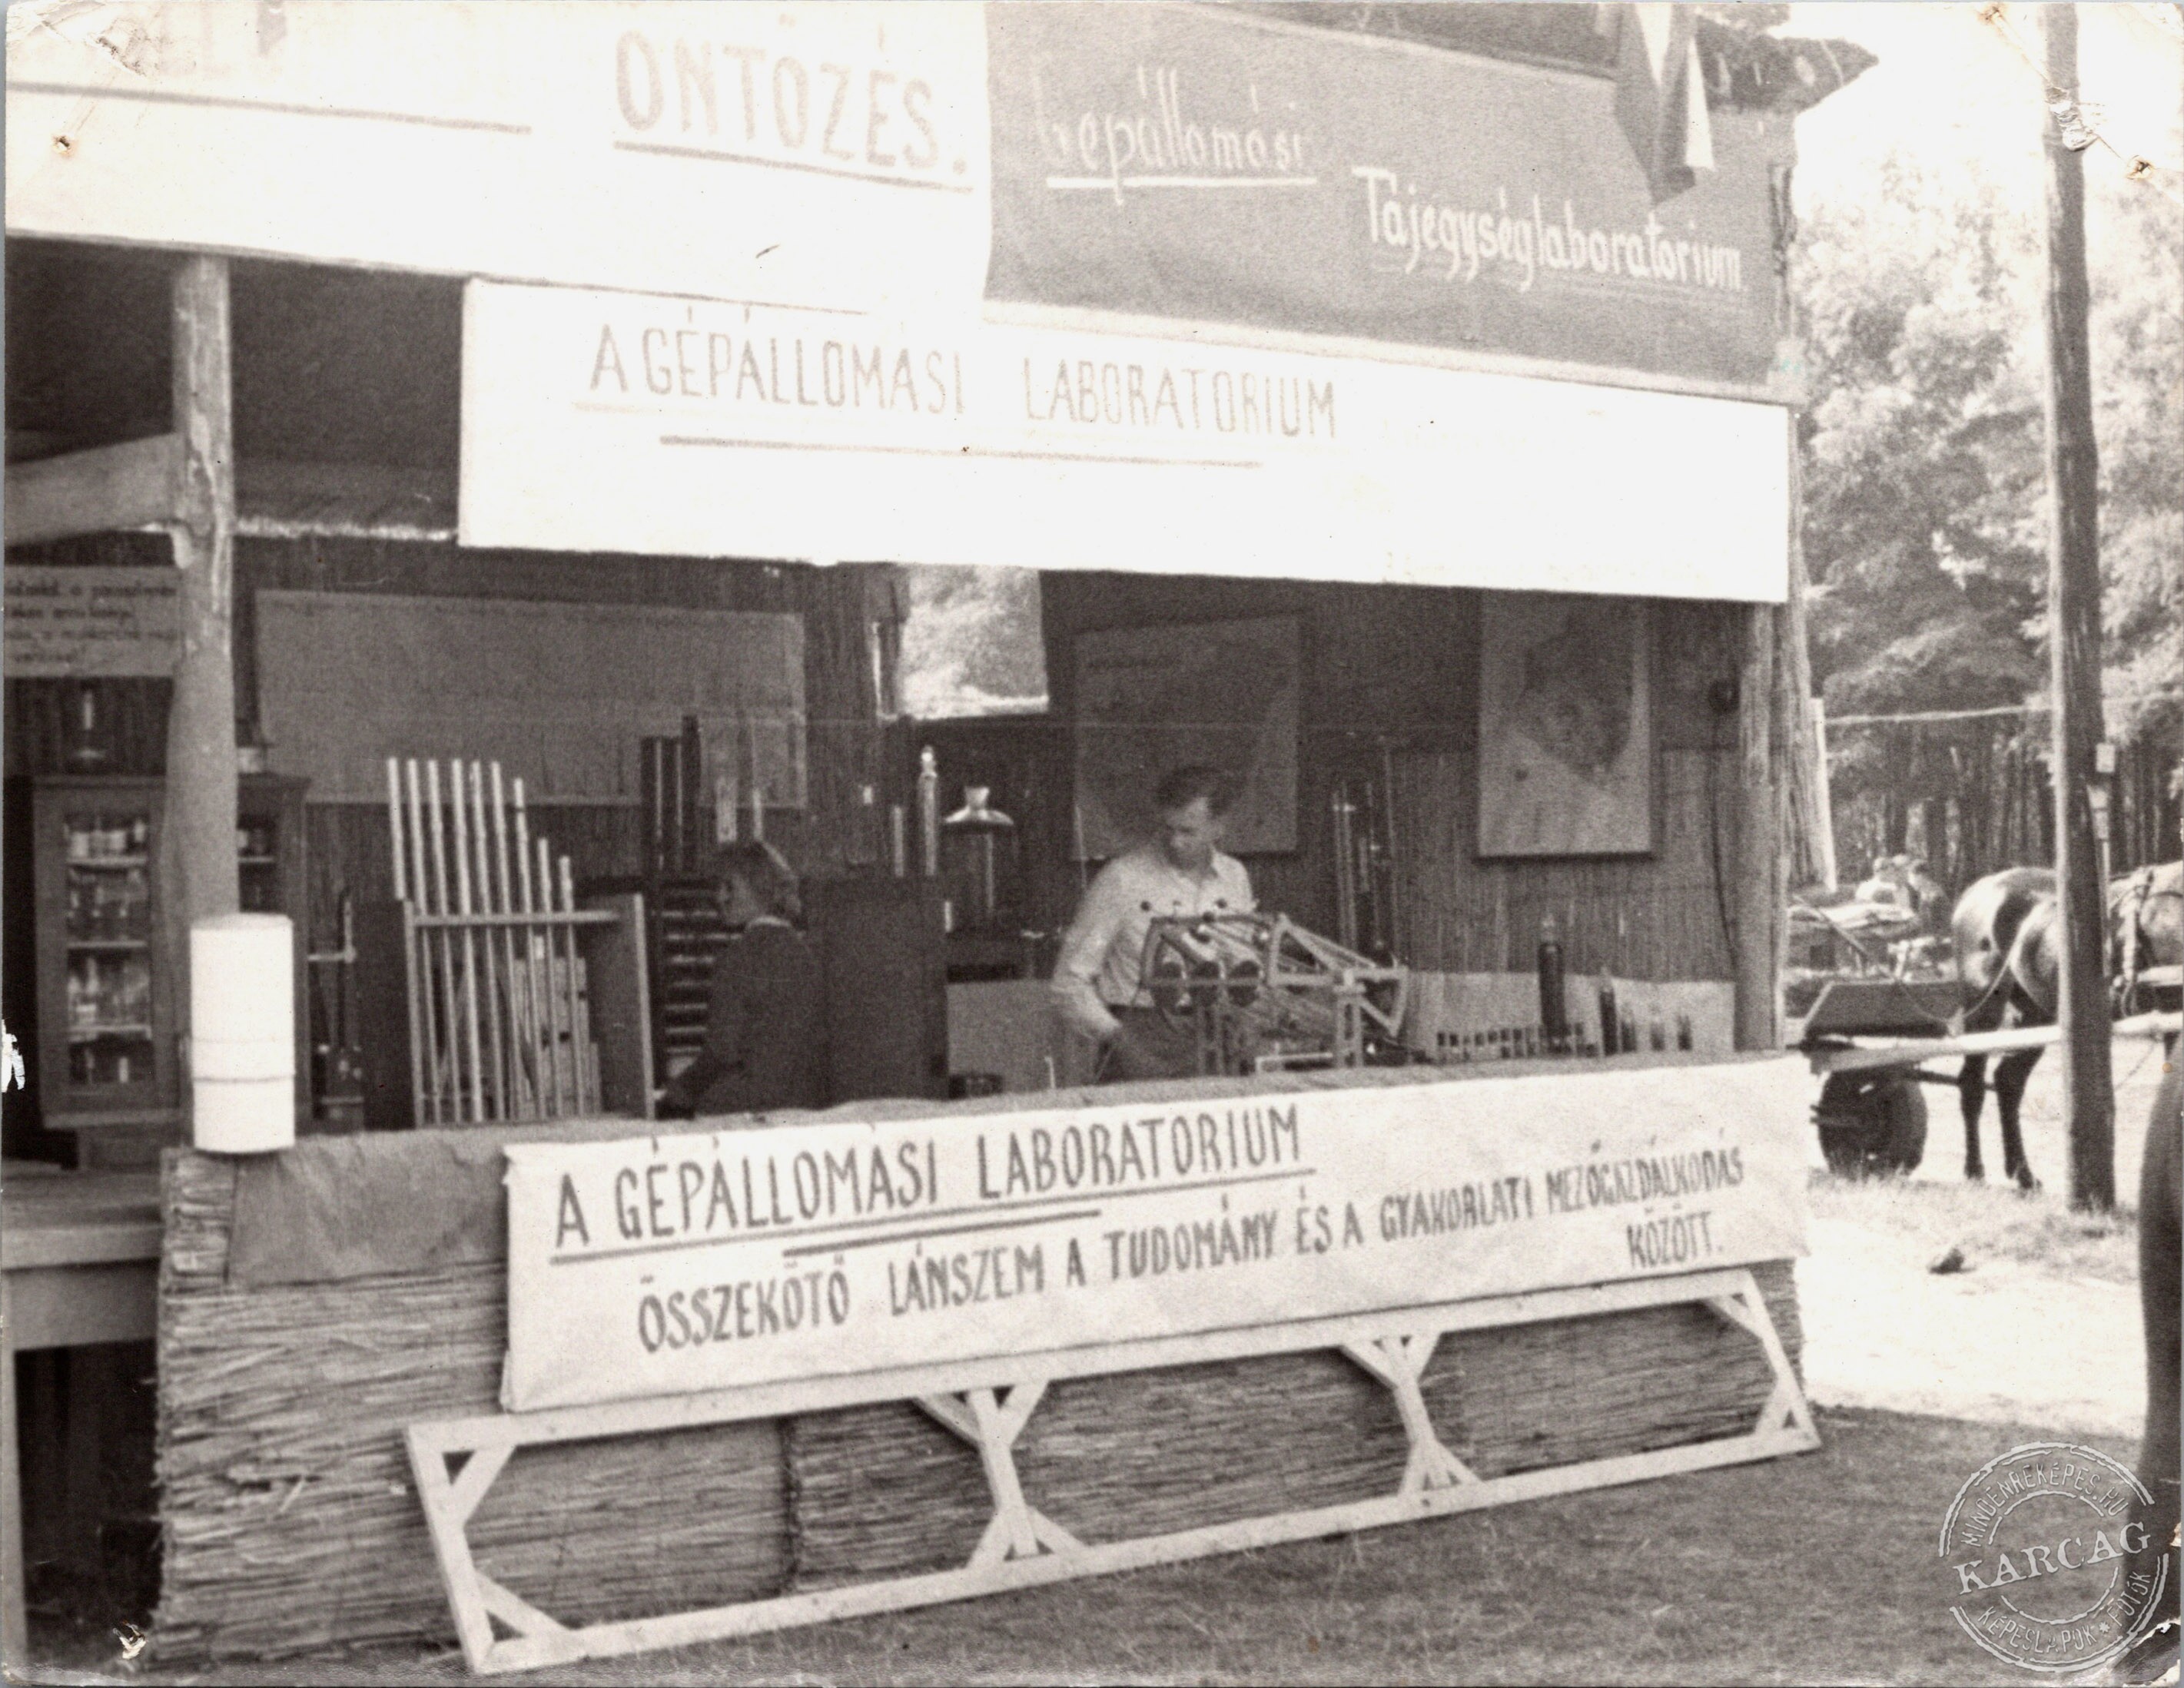 ÖNTÖZÉS.
Gépállomási
Tájegységlaboratorium
A GÉPÁLLOMÁSI LABORATORIUM
A GÉPÁLLOMÁSI LABORATORIUM
ÖSSZEKÖTŐ LÁNSZEM A TUDOMÁNY ÉS A GYAKORLATI MEZŐGAZDÁLKODÁS
KÖZÖTT.
MINDENREKÉPES.HU
KARCAG
KÉPESLAPOK * FOTÓK